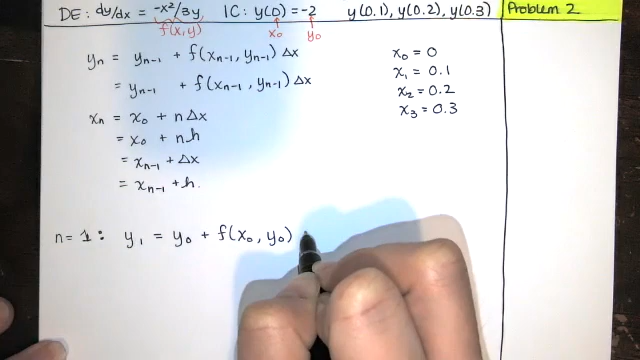 DE: dy/dx = -x²/3y IC: y(0) = -2 y(0.1), y(0.2), y(0.3) Problem 2
f(x,y) x₀ y₀
yₙ = yₙ₋₁ + f(xₙ₋₁, yₙ₋₁) Δx
= yₙ₋₁ + f(xₙ₋₁, yₙ₋₁) Δx
xₙ = x₀ + nΔx
= x₀ + nh
= xₙ₋₁ + Δx
= xₙ₋₁ + h.
x₀ = 0
x₁ = 0.1
x₂ = 0.2
x₃ = 0.3
n = 1: y₁ = y₀ + f(x₀, y₀)